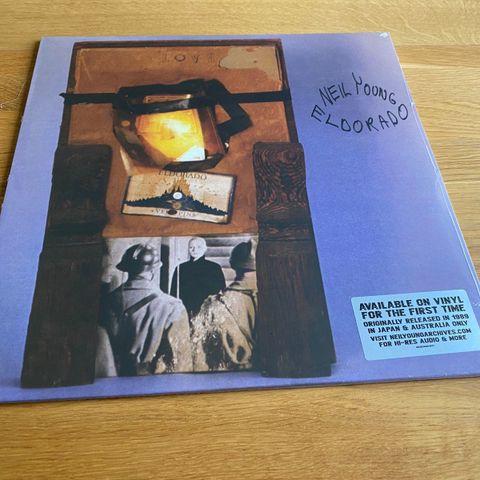 LOVE
NEIL YOUNG
ELDORADO
ELDORADO
AVAILABLE ON VINYL
FOR THE FIRST TIME
ORIGINALLY RELEASED IN 1989
IN JAPAN & AUSTRALIA ONLY
VISIT NEILYOUNGARCHIVES.COM
FOR HI-RES AUDIO & MORE